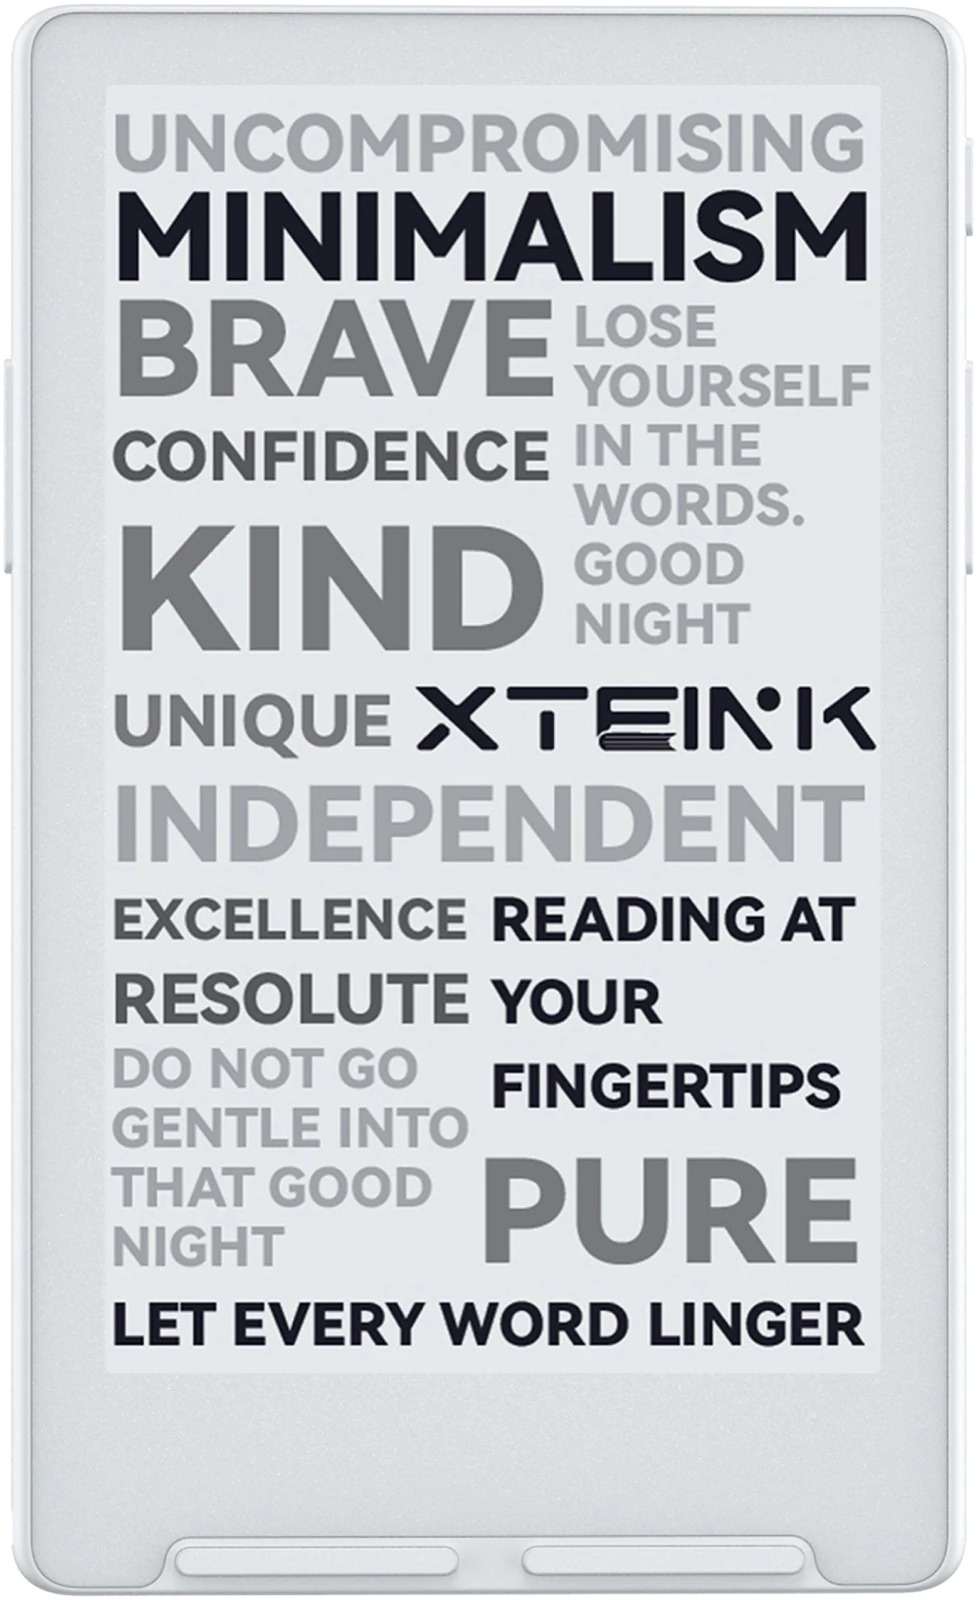 UNCOMPROMISING
MINIMALISM
BRAVE
CONFIDENCE
KIND
LOSE
YOURSELF
IN THE
WORDS.
GOOD
NIGHT
UNIQUE XTEINK
INDEPENDENT
EXCELLENCE
RESOLUTE
DO NOT GO
GENTLE INTO
THAT GOOD
NIGHT
READING AT
YOUR
FINGERTIPS
PURE
LET EVERY WORD LINGER